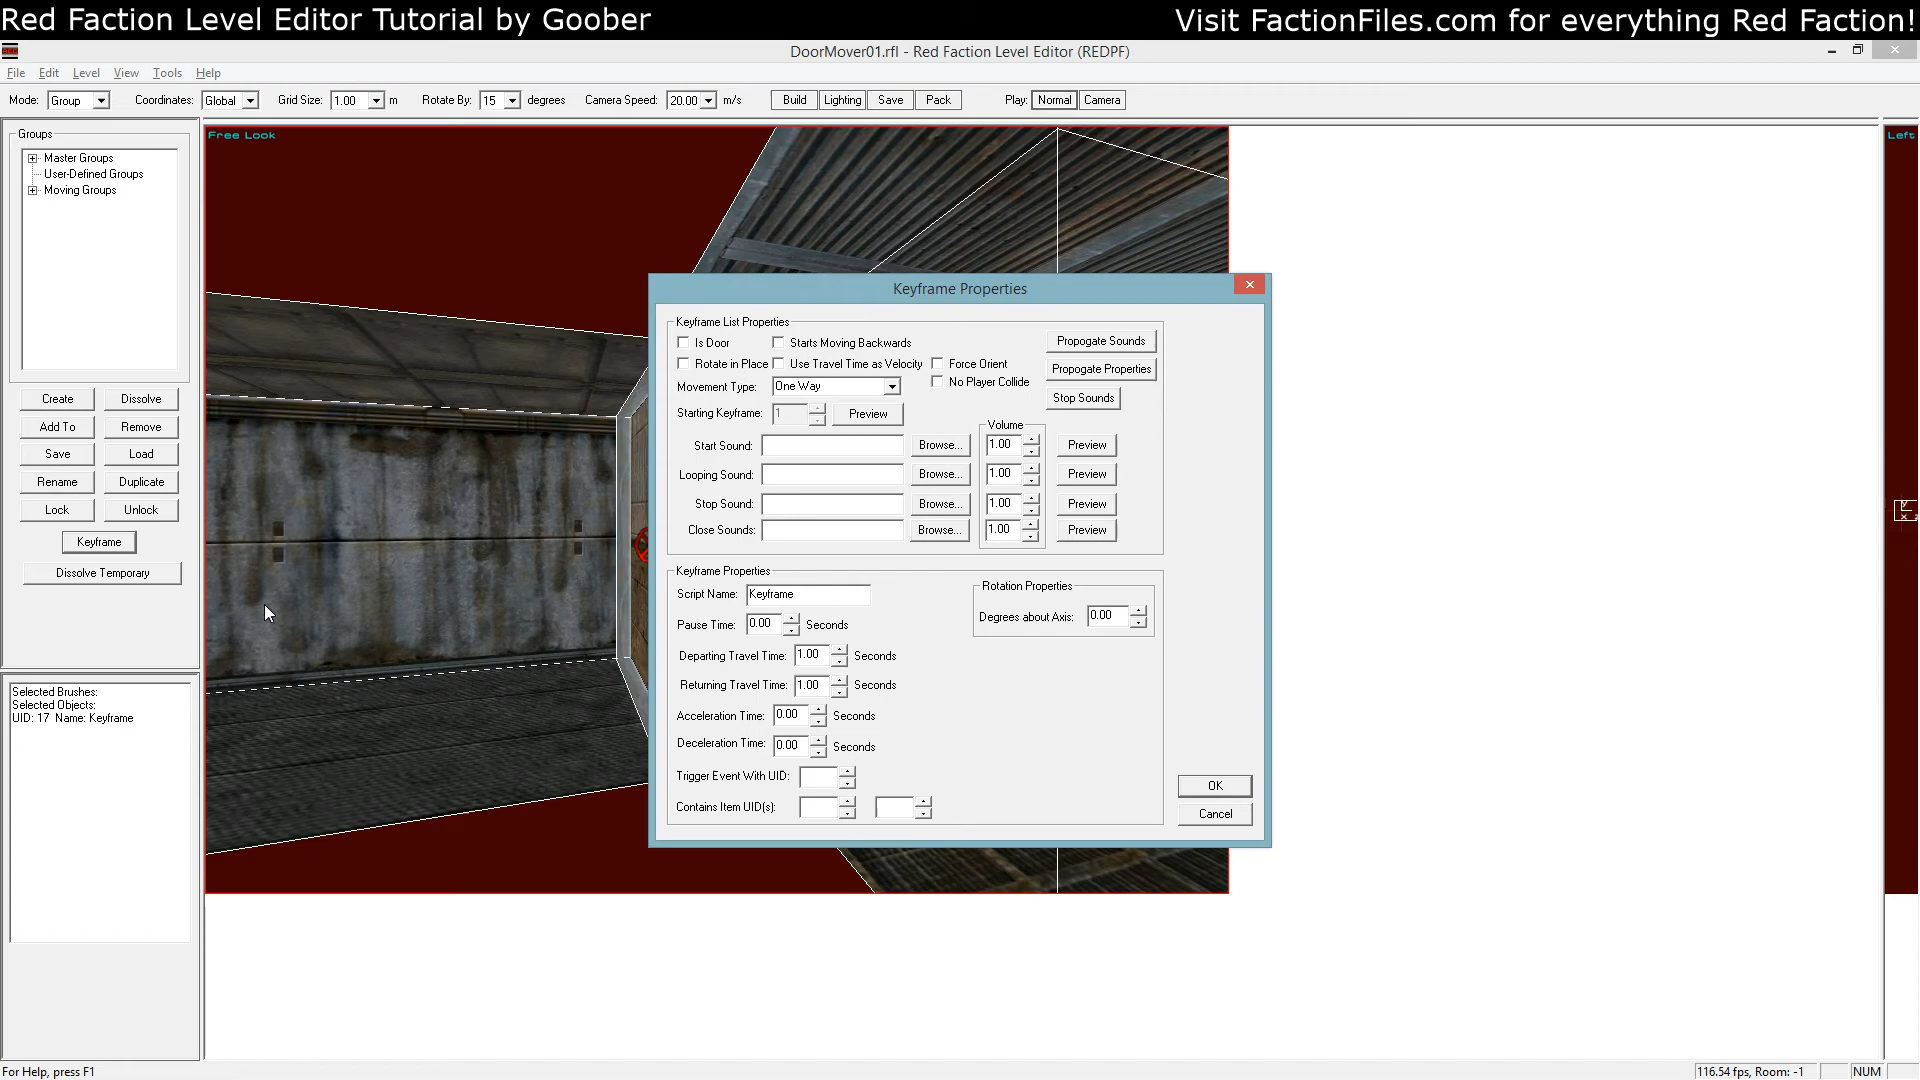 Red Faction Level Editor Tutorial by Goober
Visit FactionFiles.com for everything Red Faction!
DoorMover01.rfl - Red Faction Level Editor (REDPF)
File Edit Level View Tools Help
Mode: Group Coordinates: Global Grid Size: 1.00 m Rotate By: 15 degrees Camera Speed: 20.00 m/s Build Lighting Save Pack Play: Normal Camera
Groups
Master Groups
User-Defined Groups
Moving Groups
Create Dissolve
Add To Remove
Save Load
Rename Duplicate
Lock Unlock
Keyframe
Dissolve Temporary
Selected Brushes:
Selected Objects:
UID: 17 Name: Keyframe
Free Look
Left
Keyframe Properties
Keyframe List Properties
Is Door Starts Moving Backwards Propogate Sounds
Rotate in Place Use Travel Time as Velocity Force Orient Propogate Properties
Movement Type: One Way No Player Collide
Stop Sounds
Starting Keyframe: 1 Preview
Volume
Start Sound: Browse... 1.00 Preview
Looping Sound: Browse... 1.00 Preview
Stop Sound: Browse... 1.00 Preview
Close Sounds: Browse... 1.00 Preview
Keyframe Properties
Script Name: Keyframe
Rotation Properties
Degrees about Axis: 0.00
Pause Time: 0.00 Seconds
Departing Travel Time: 1.00 Seconds
Returning Travel Time: 1.00 Seconds
Acceleration Time: 0.00 Seconds
Deceleration Time: 0.00 Seconds
Trigger Event With UID:
Contains Item UID(s):
OK
Cancel
For Help, press F1
116.54 fps, Room: -1 NUM